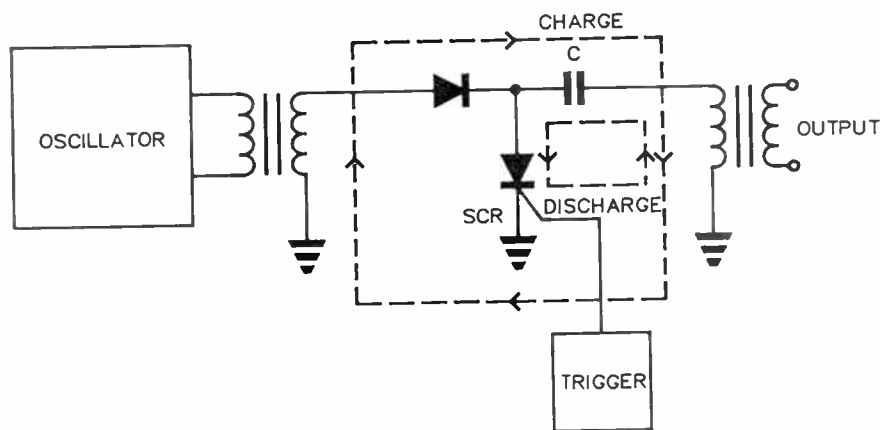 CHARGE
C
OSCILLATOR
OUTPUT
SCR
DISCHARGE
TRIGGER